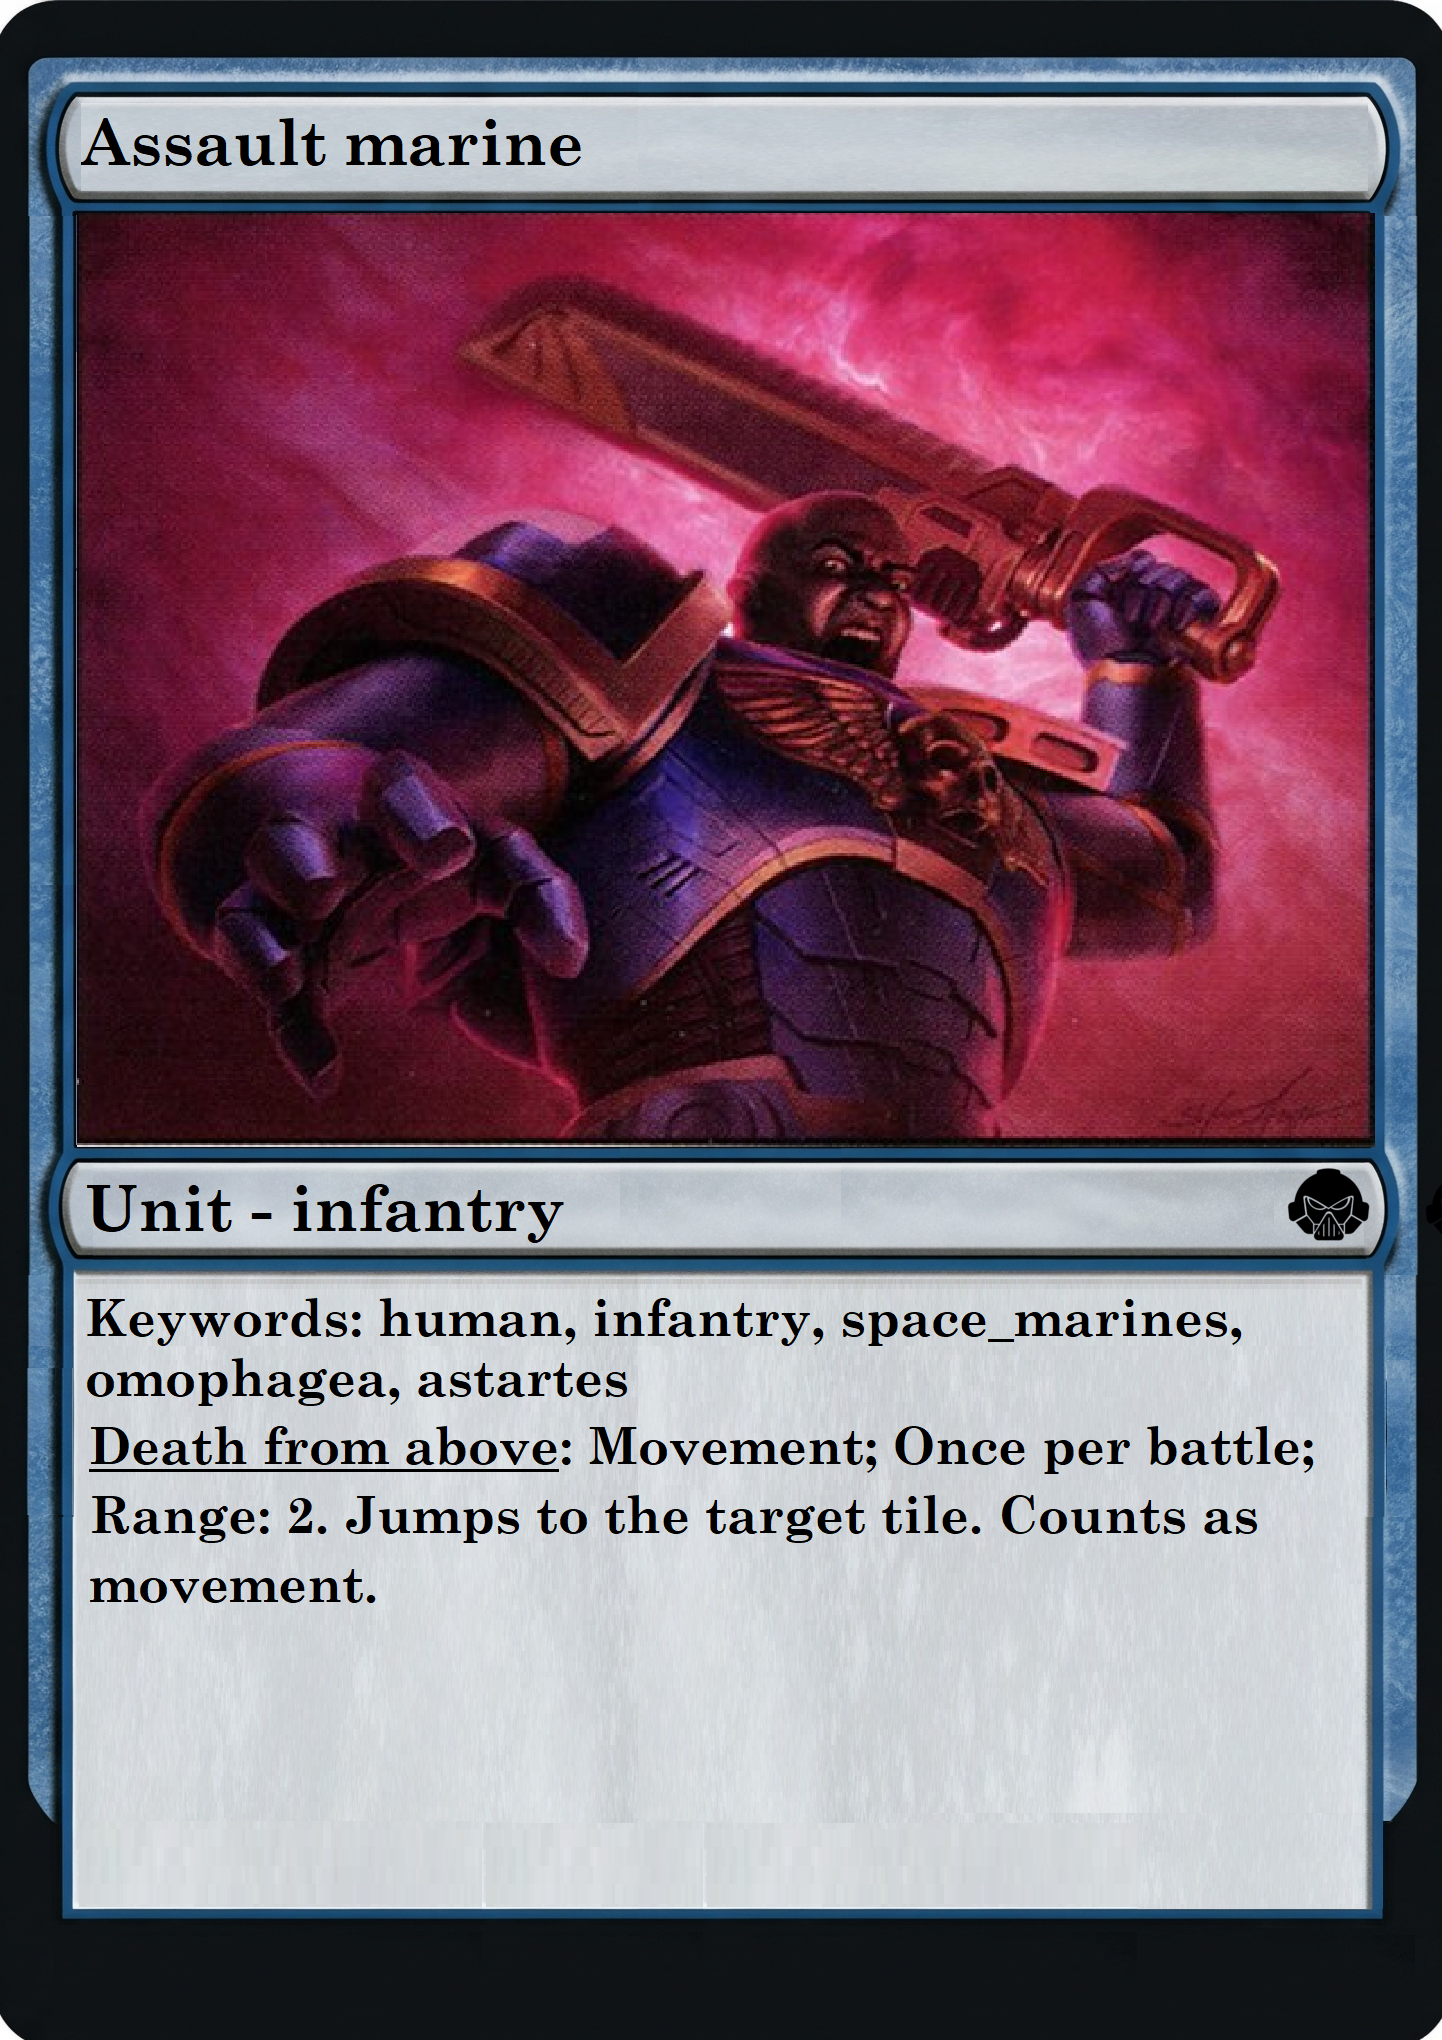 Assault marine
Unit - infantry
Keywords: human, infantry, space_marines,
omophagea, astartes
Death from above: Movement; Once per battle;
Range: 2. Jumps to the target tile. Counts as
movement.